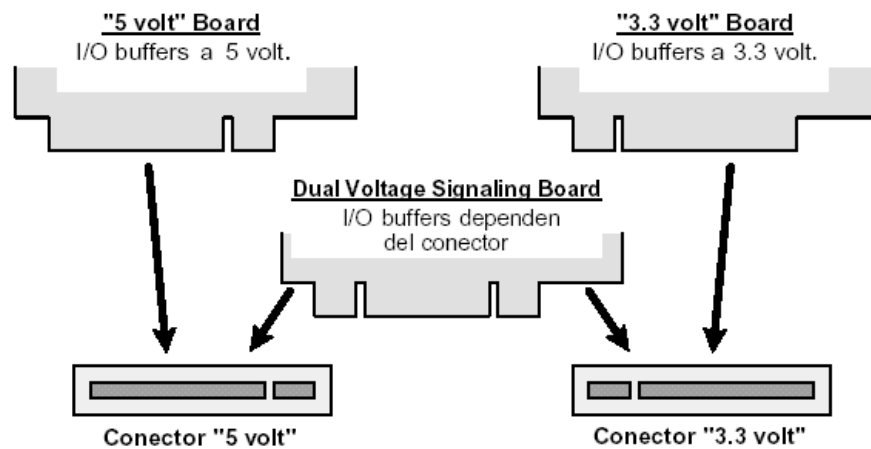 "5 volt" Board
I/O buffers a 5 volt.
"3.3 volt" Board
I/O buffers a 3.3 volt.
Dual Voltage Signaling Board
I/O buffers dependen
del conector
Conector "5 volt"
Conector "3.3 volt"